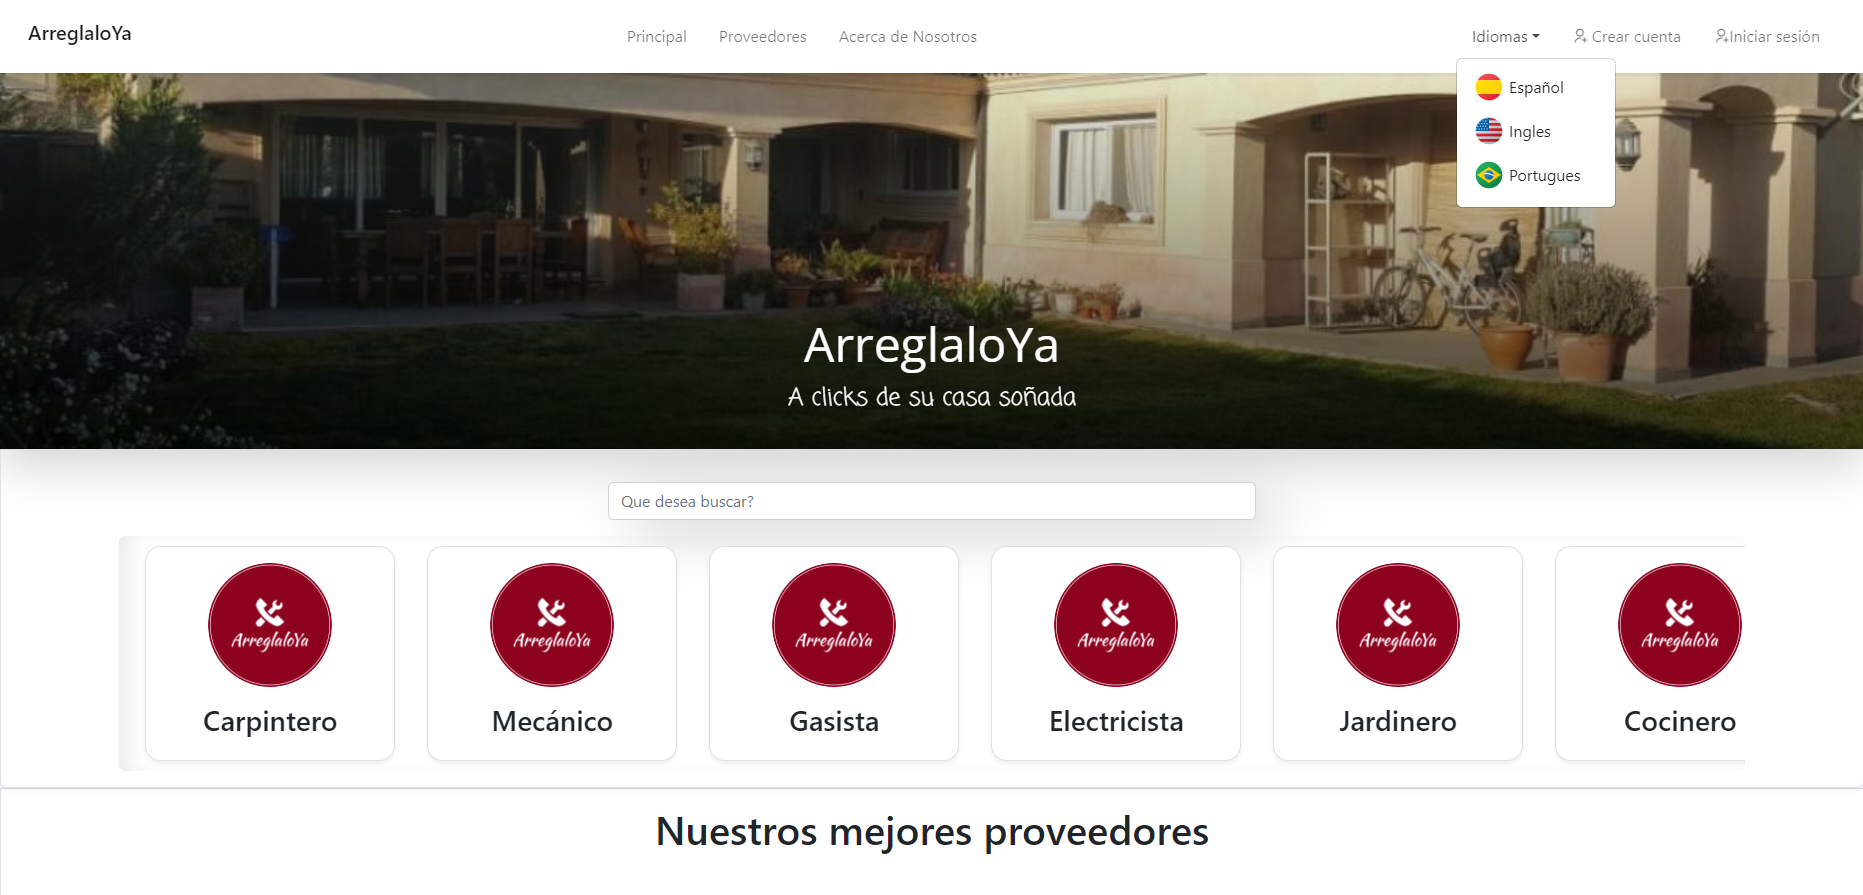 ArreglaloYa
Principal
Proveedores
Acerca de Nosotros
Idiomas
Crear cuenta
Iniciar sesión
Español
Ingles
Portugues
ArreglaloYa
A clicks de su casa soñada
Que desea buscar?
ArreglaloYa
Carpintero
ArreglaloYa
Mecánico
ArreglaloYa
Gasista
ArreglaloYa
Electricista
ArreglaloYa
Jardinero
ArreglaloYa
Cocinero
Nuestros mejores proveedores